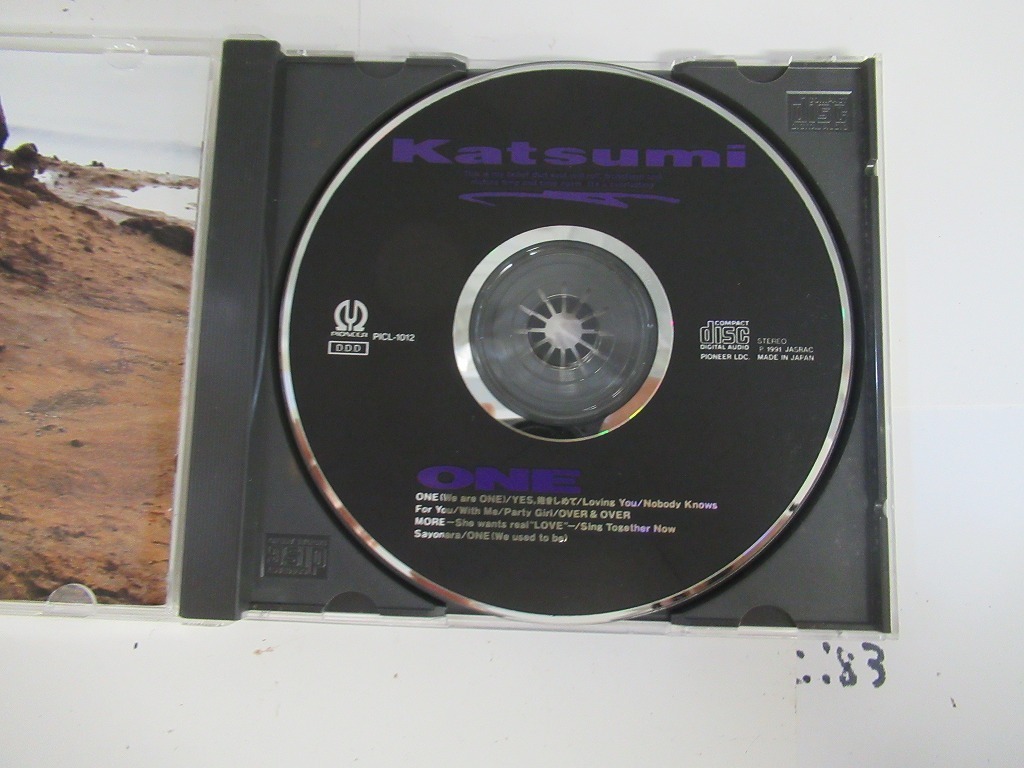 Katsumi
PIONEER
PICL-1012
DDD
COMPACT
disc
DIGITAL AUDIO
PIONEER LDC.
STEREO
℗ 1991 JASRAC
MADE IN JAPAN
ONE
ONE(We are ONE)/YES,抱きしめて/Loving You/Nobody Knows
For You/With Me/Party Girl/OVER & OVER
MORE—She wants real"LOVE"—/Sing Together Now
Sayonara/ONE(We used to be)
83